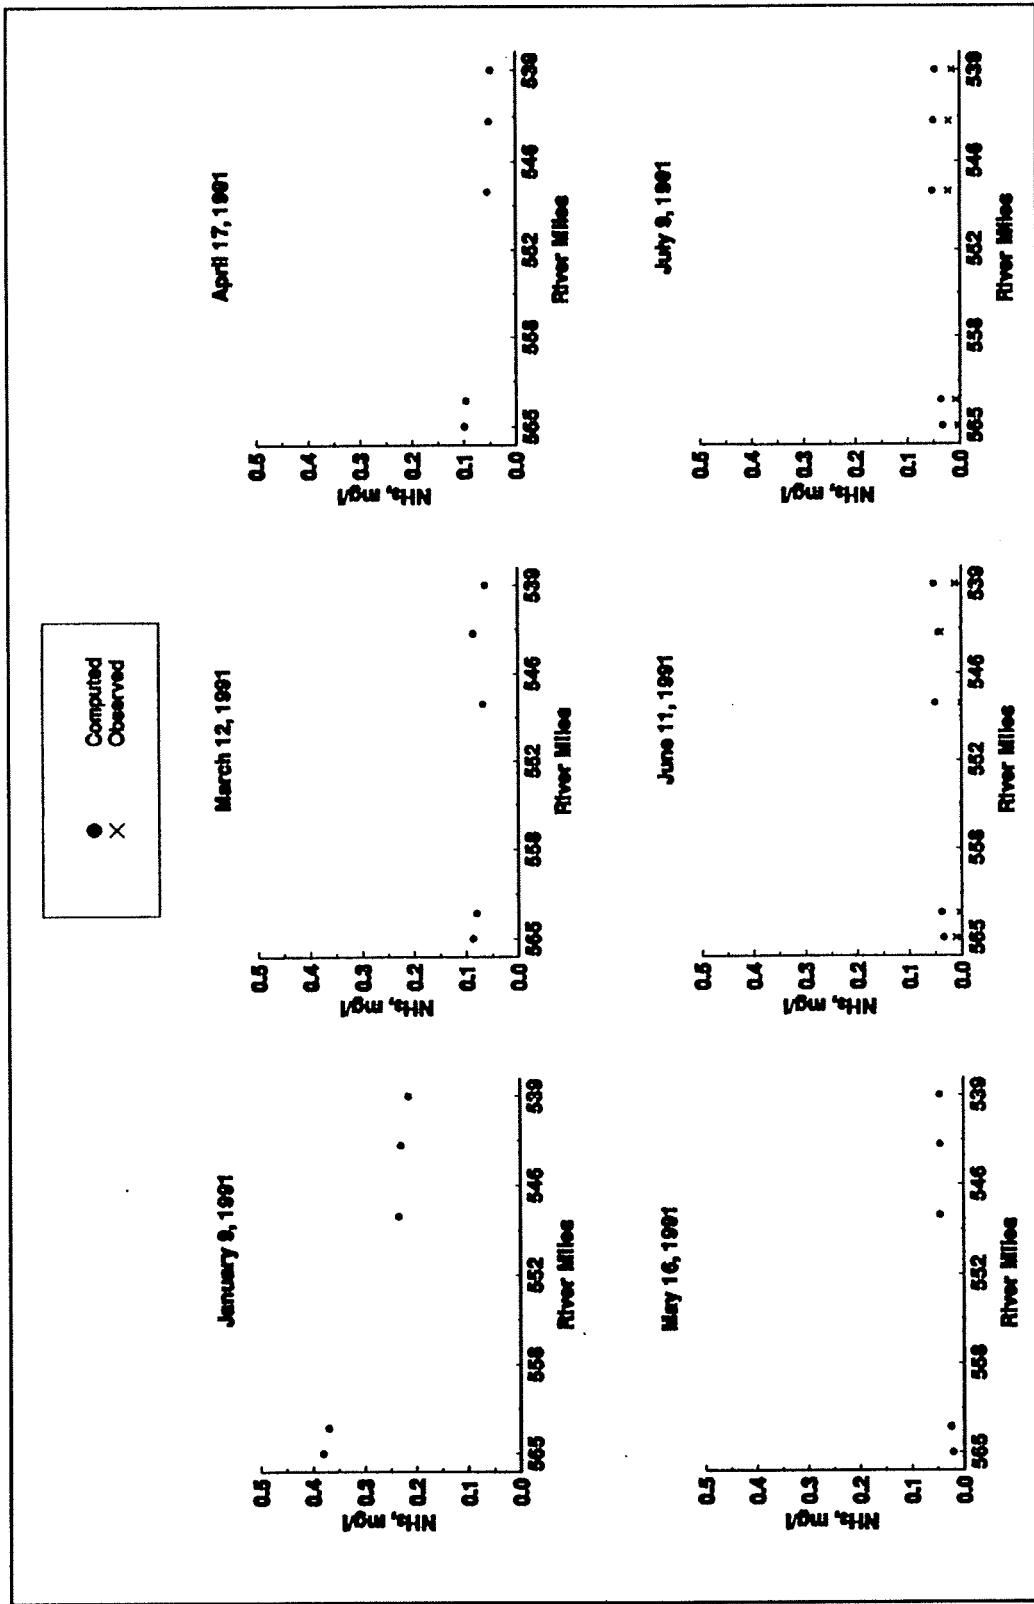 ● Computed
× Observed
January 9, 1991
NH₃, mg/l
0.5
0.4
0.3
0.2
0.1
0.0
565 558 552 546 539
River Miles
March 12, 1991
NH₃, mg/l
0.5
0.4
0.3
0.2
0.1
0.0
565 558 552 546 539
River Miles
April 17, 1991
NH₃, mg/l
0.5
0.4
0.3
0.2
0.1
0.0
565 558 552 546 539
River Miles
May 16, 1991
NH₃, mg/l
0.5
0.4
0.3
0.2
0.1
0.0
565 558 552 546 539
River Miles
June 11, 1991
NH₃, mg/l
0.5
0.4
0.3
0.2
0.1
0.0
565 558 552 546 539
River Miles
July 9, 1991
NH₃, mg/l
0.5
0.4
0.3
0.2
0.1
0.0
565 558 552 546 539
River Miles